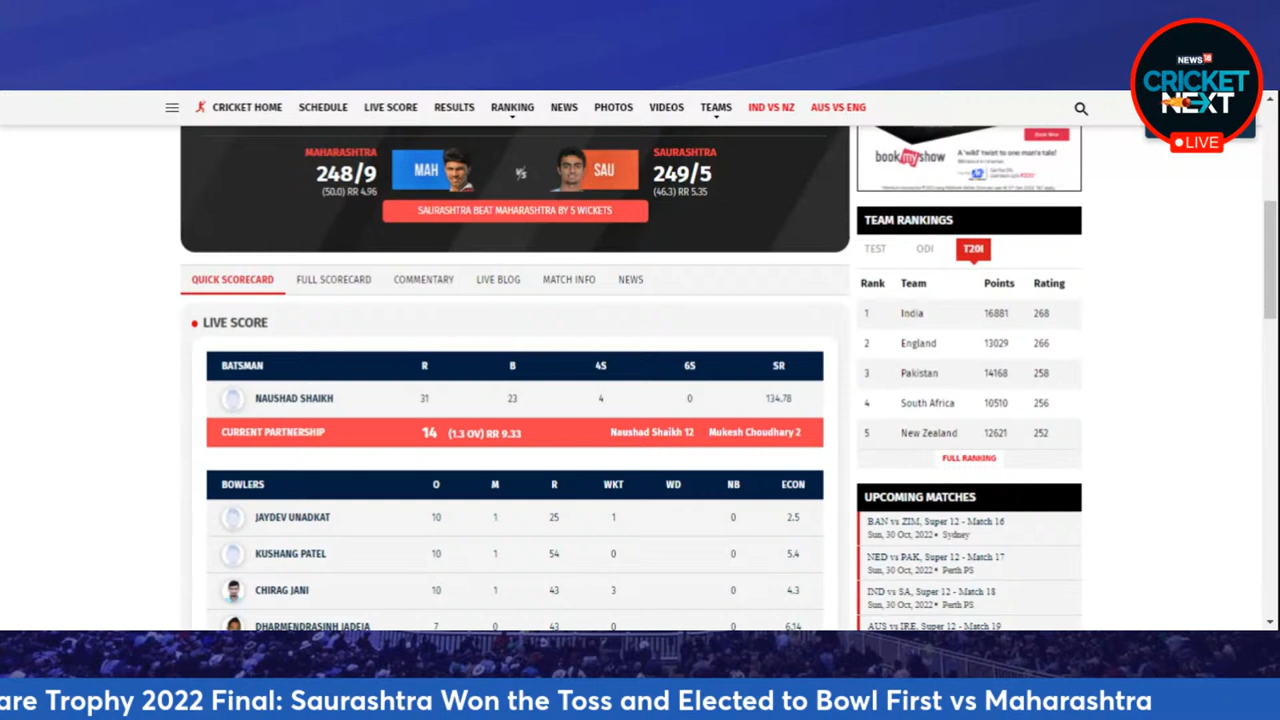 NEWS18
CRICKET
NEXT
LIVE
CRICKET HOME SCHEDULE LIVE SCORE RESULTS RANKING NEWS PHOTOS VIDEOS TEAMS IND VS NZ AUS VS ENG
MAHARASHTRA
248/9
(50.0) RR 4.96
MAH
vs
SAU
SAURASHTRA
249/5
(46.3) RR 5.35
SAURASHTRA BEAT MAHARASHTRA BY 5 WICKETS
Book Now
bookmyshow
A 'wild' twist to one man's tale!
QUICK SCORECARD FULL SCORECARD COMMENTARY LIVE BLOG MATCH INFO NEWS
LIVE SCORE
BATSMAN R B 4S 6S SR
NAUSHAD SHAIKH 31 23 4 0 134.78
CURRENT PARTNERSHIP 14 (1.3 OV) RR 9.33 Naushad Shaikh 12 Mukesh Choudhary 2
BOWLERS O M R WKT WD NB ECON
JAYDEV UNADKAT 10 1 25 1 0 2.5
KUSHANG PATEL 10 1 54 0 0 5.4
CHIRAG JANI 10 1 43 3 0 4.3
DHARMENDRASINH JADEJA 7 0 43 0 0 6.14
TEAM RANKINGS
TEST ODI T20I
Rank Team Points Rating
1 India 16881 268
2 England 13029 266
3 Pakistan 14168 258
4 South Africa 10510 256
5 New Zealand 12621 252
FULL RANKING
UPCOMING MATCHES
BAN vs ZIM, Super 12 - Match 16
Sun, 30 Oct, 2022• Sydney
NED vs PAK, Super 12 - Match 17
Sun, 30 Oct, 2022• Perth PS
IND vs SA, Super 12 - Match 18
Sun, 30 Oct, 2022• Perth PS
AUS vs IRE, Super 12 - Match 19
are Trophy 2022 Final: Saurashtra Won the Toss and Elected to Bowl First vs Maharashtra